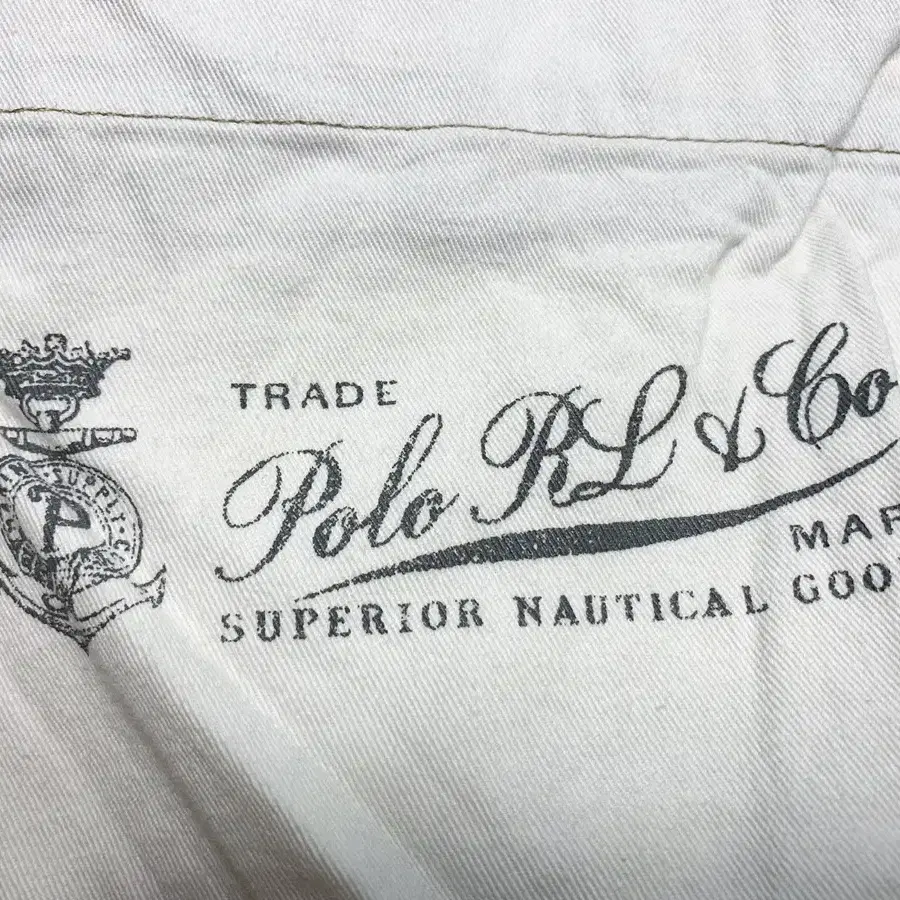 TRADE
Polo RL & Co
MAR
SUPERIOR NAUTICAL GOO
P